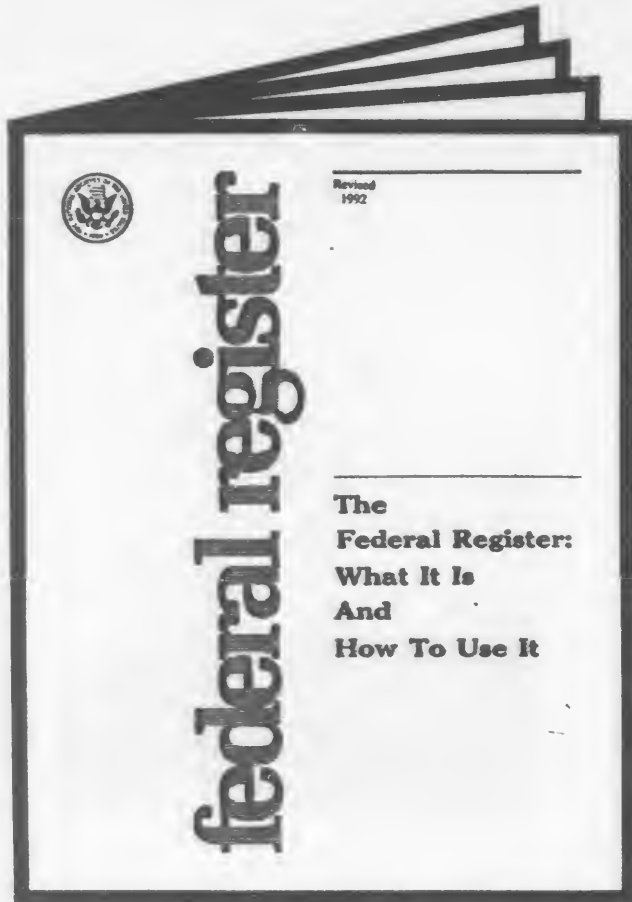 federal register
Revised
1992
The
Federal Register:
What It Is
And
How To Use It